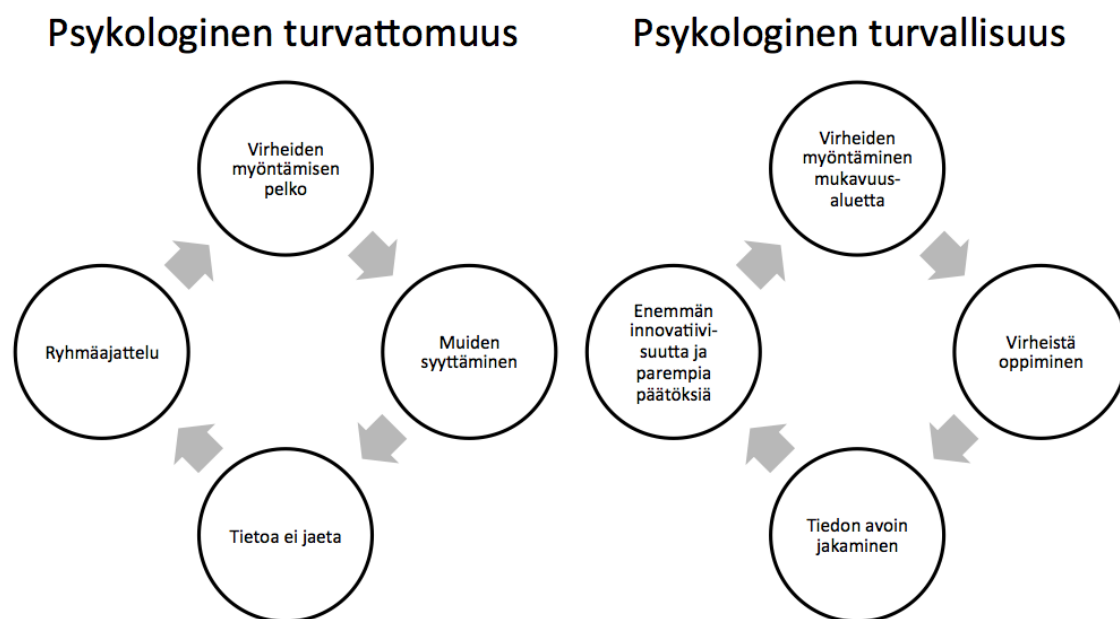 Psykologinen turvattomuus
Virheiden
myöntämisen
pelko
Muiden
syyttäminen
Tietoa ei jaeta
Ryhmäajattelu
Psykologinen turvallisuus
Virheiden
myöntäminen
mukavuus-
aluetta
Virheistä
oppiminen
Tiedon avoin
jakaminen
Enemmän
innovatiivi-
suutta ja
parempia
päätöksiä